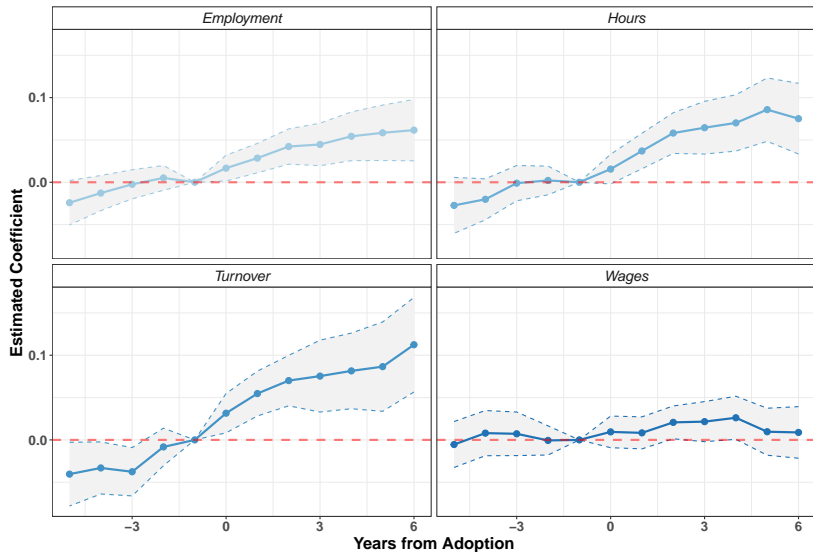 Employment
Hours
0.1
0.0
Turnover
Wages
0.1
0.0
Estimated Coefficient
−3
0
3
6
−3
0
3
6
Years from Adoption